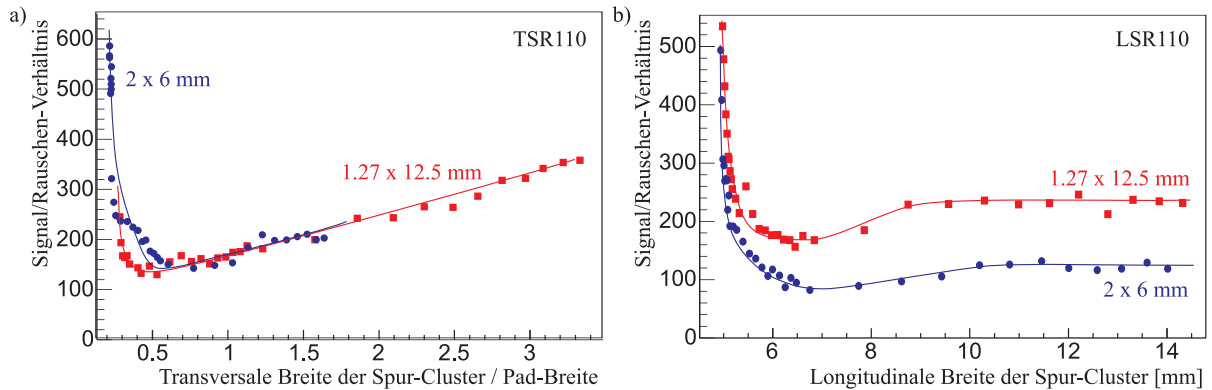 a)
TSR110
Signal/Rauschen-Verhältnis
600
500
400
300
200
100
0
2 x 6 mm
1.27 x 12.5 mm
0.5
1
1.5
2
2.5
3
Transversale Breite der Spur-Cluster / Pad-Breite
b)
LSR110
Signal/Rauschen-Verhältnis
500
400
300
200
100
0
1.27 x 12.5 mm
2 x 6 mm
6
8
10
12
14
Longitudinale Breite der Spur-Cluster [mm]